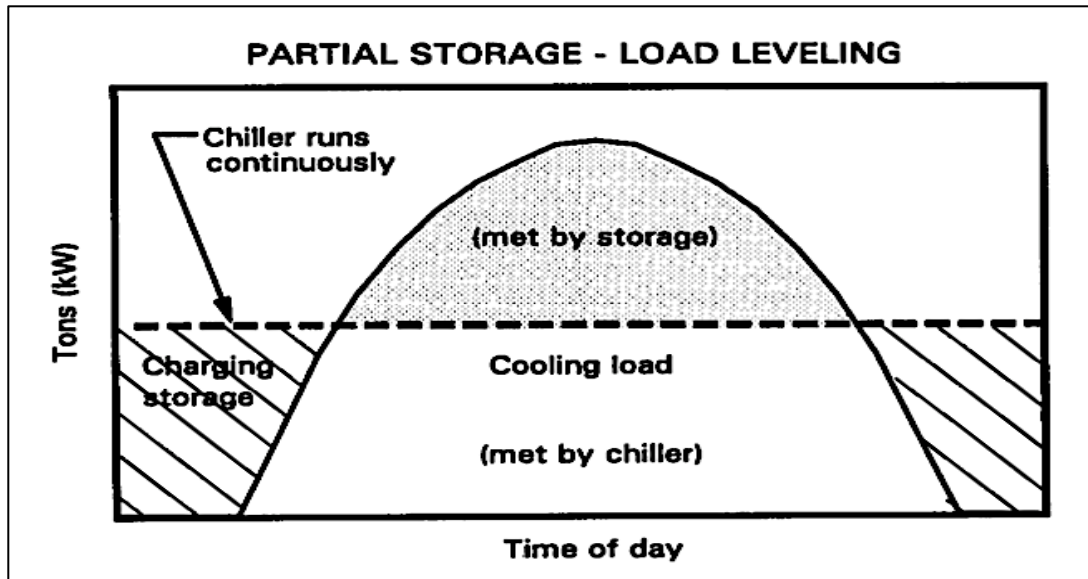 PARTIAL STORAGE - LOAD LEVELING
Chiller runs
continuously
(met by storage)
Tons (kW)
Charging
storage
Cooling load
(met by chiller)
Time of day